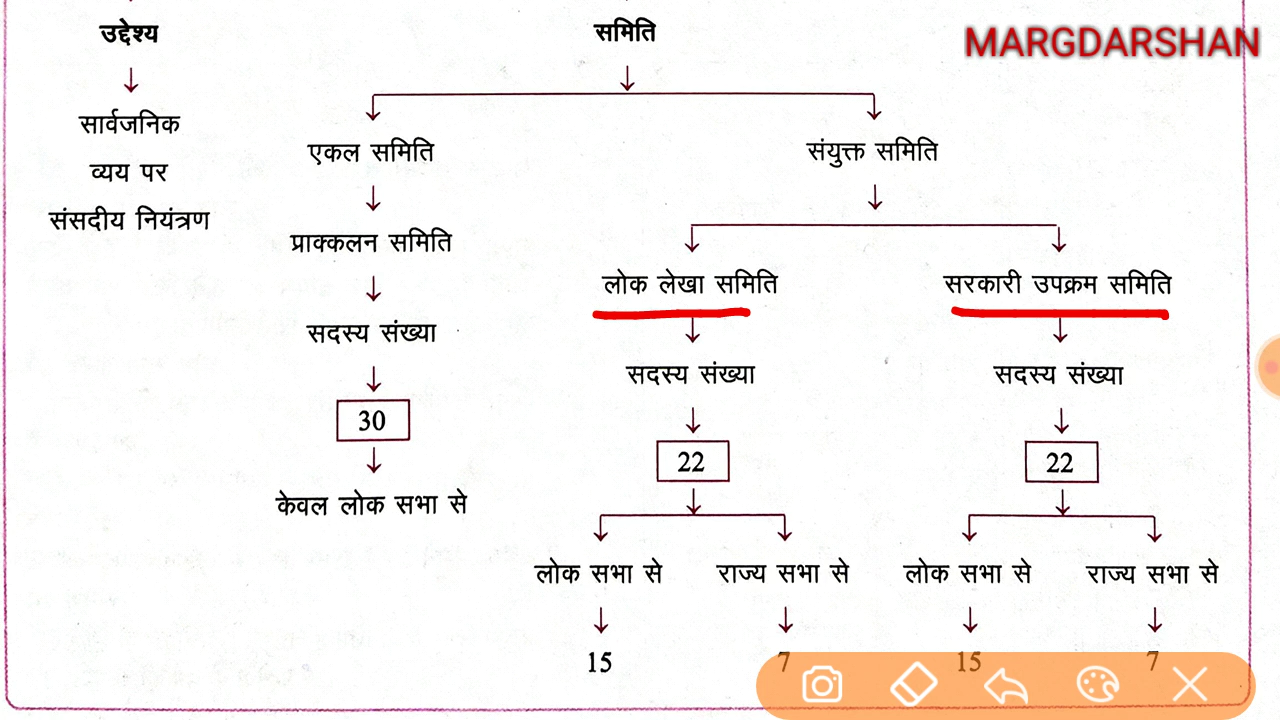 उद्देश्य
समिति
MARGDARSHAN
सार्वजनिक
व्यय पर
संसदीय नियंत्रण
एकल समिति
संयुक्त समिति
प्राक्कलन समिति
लोक लेखा समिति
सरकारी उपक्रम समिति
सदस्य संख्या
सदस्य संख्या
सदस्य संख्या
30
22
22
केवल लोक सभा से
लोक सभा से
राज्य सभा से
लोक सभा से
राज्य सभा से
15
7
15
7